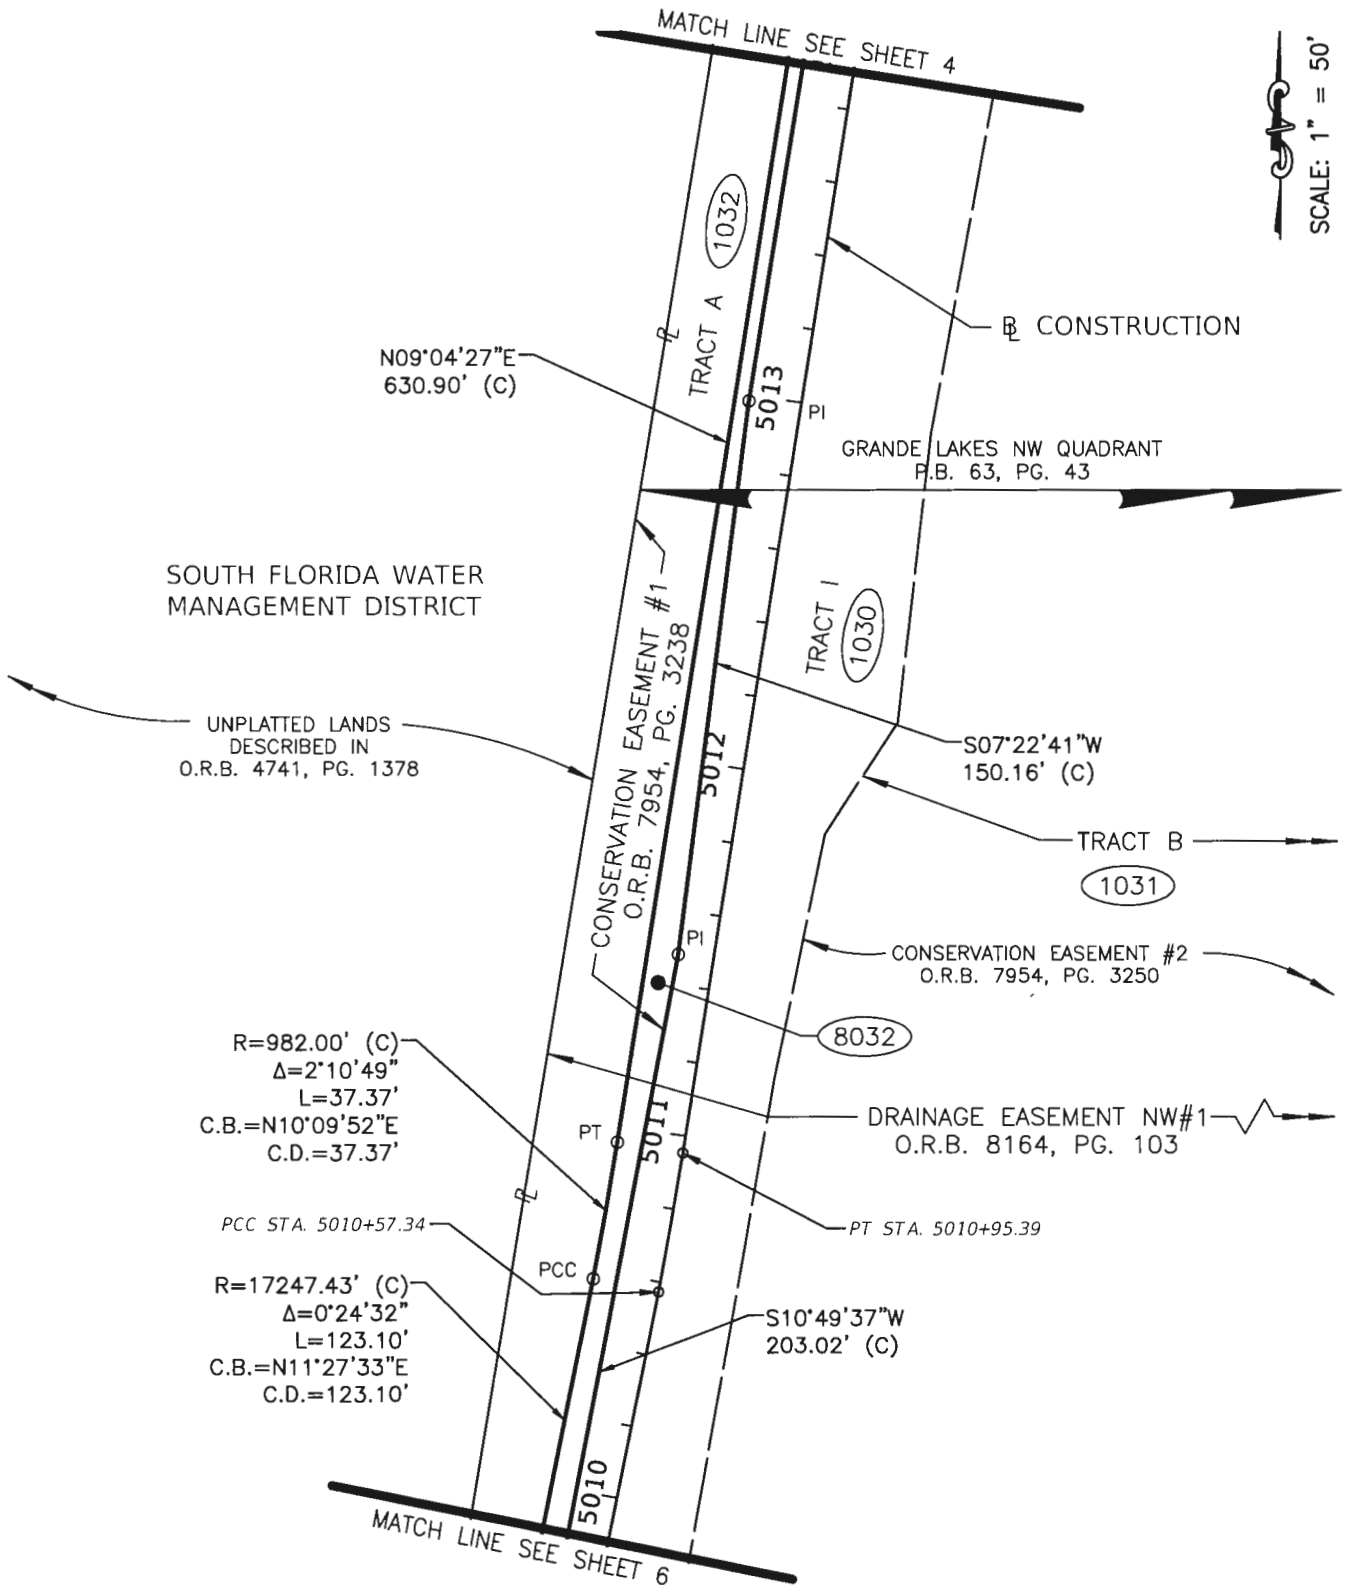 MATCH LINE SEE SHEET 4
SCALE: 1" = 50'
1032
TRACT A
PL
BL CONSTRUCTION
N09°04'27"E
630.90' (C)
5013
PI
GRANDE LAKES NW QUADRANT
P.B. 63, PG. 43
SOUTH FLORIDA WATER
MANAGEMENT DISTRICT
CONSERVATION EASEMENT #1
O.R.B. 7954, PG. 3238
TRACT I
1030
UNPLATTED LANDS
DESCRIBED IN
O.R.B. 4741, PG. 1378
5012
S07°22'41"W
150.16' (C)
TRACT B
1031
PI
CONSERVATION EASEMENT #2
O.R.B. 7954, PG. 3250
8032
R=982.00' (C)
Δ=2°10'49"
L=37.37'
C.B.=N10°09'52"E
C.D.=37.37'
PT
5011
DRAINAGE EASEMENT NW#1
O.R.B. 8164, PG. 103
PL
PCC STA. 5010+57.34
PT STA. 5010+95.39
PCC
R=17247.43' (C)
Δ=0°24'32"
L=123.10'
C.B.=N11°27'33"E
C.D.=123.10'
S10°49'37"W
203.02' (C)
5010
MATCH LINE SEE SHEET 6